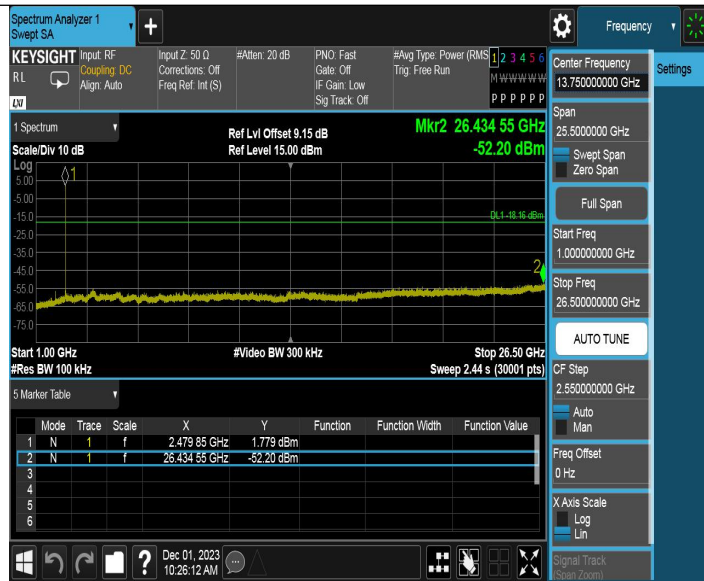 Spectrum Analyzer 1
Swept SA
+
Frequency
KEYSIGHT
RL
LXI
Input: RF
Coupling: DC
Align: Auto
Input Z: 50 Ω
Corrections: Off
Freq Ref: Int (S)
#Atten: 20 dB
PNO: Fast
Gate: Off
IF Gain: Low
Sig Track: Off
#Avg Type: Power (RMS
Trig: Free Run
1 2 3 4 5 6
M W W W W W
P P P P P P
1 Spectrum
Scale/Div 10 dB
Ref Lvl Offset 9.15 dB
Ref Level 15.00 dBm
Mkr2 26.434 55 GHz
-52.20 dBm
Log
5.00
-5.00
-15.0
-25.0
-35.0
-45.0
-55.0
-65.0
-75.0
1
DL1 -18.16 dBm
2
Start 1.00 GHz
#Res BW 100 kHz
#Video BW 300 kHz
Stop 26.50 GHz
Sweep 2.44 s (30001 pts)
5 Marker Table
Mode Trace Scale X Y Function Function Width Function Value
1 N 1 f 2.479 85 GHz 1.779 dBm
2 N 1 f 26.434 55 GHz -52.20 dBm
3
4
5
6
?
Dec 01, 2023
10:26:12 AM
Center Frequency
13.750000000 GHz
Settings
Span
25.5000000 GHz
Swept Span
Zero Span
Full Span
Start Freq
1.000000000 GHz
Stop Freq
26.500000000 GHz
AUTO TUNE
CF Step
2.550000000 GHz
Auto
Man
Freq Offset
0 Hz
X Axis Scale
Log
Lin
Signal Track
(Span Zoom)